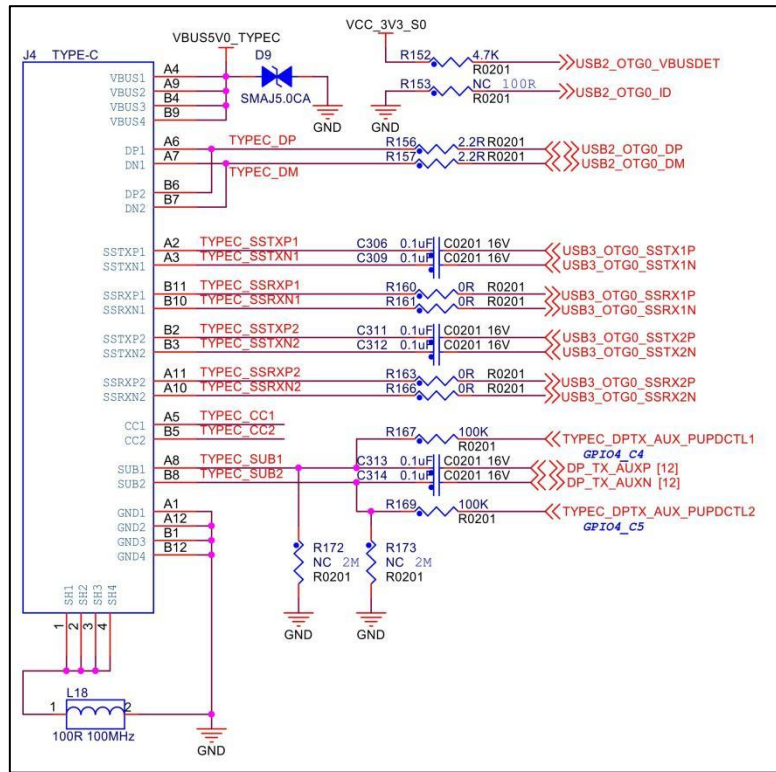 J4 TYPE-C
VBUS5V0_TYPEC
D9
SMAJ5.0CA
GND
VCC_3V3_S0
R152 4.7K R0201 USB2_OTG0_VBUSDET
R153 NC 100R R0201 USB2_OTG0_ID
GND
VBUS1 A4
VBUS2 A9
VBUS3 B4
VBUS4 B9
DP1 A6 TYPEC_DP R156 2.2R R0201 USB2_OTG0_DP
DN1 A7 TYPEC_DM R157 2.2R R0201 USB2_OTG0_DM
DP2 B6
DN2 B7
SSTXP1 A2 TYPEC_SSTXP1 C306 0.1uF C0201 16V USB3_OTG0_SSTX1P
SSTXN1 A3 TYPEC_SSTXN1 C309 0.1uF C0201 16V USB3_OTG0_SSTX1N
SSRXP1 B11 TYPEC_SSRXP1 R160 0R R0201 USB3_OTG0_SSRX1P
SSRXN1 B10 TYPEC_SSRXN1 R161 0R R0201 USB3_OTG0_SSRX1N
SSTXP2 B2 TYPEC_SSTXP2 C311 0.1uF C0201 16V USB3_OTG0_SSTX2P
SSTXN2 B3 TYPEC_SSTXN2 C312 0.1uF C0201 16V USB3_OTG0_SSTX2N
SSRXP2 A11 TYPEC_SSRXP2 R163 0R R0201 USB3_OTG0_SSRX2P
SSRXN2 A10 TYPEC_SSRXN2 R166 0R R0201 USB3_OTG0_SSRX2N
CC1 A5 TYPEC_CC1
CC2 B5 TYPEC_CC2
R167 100K R0201 TYPEC_DPTX_AUX_PUPDCTL1
GPIO4_C4
SUB1 A8 TYPEC_SUB1 C313 0.1uF C0201 16V DP_TX_AUXP [12]
SUB2 B8 TYPEC_SUB2 C314 0.1uF C0201 16V DP_TX_AUXN [12]
R169 100K R0201 TYPEC_DPTX_AUX_PUPDCTL2
GPIO4_C5
GND1 A1
GND2 A12
GND3 B1
GND4 B12
R172 NC 2M R0201
GND
R173 NC 2M R0201
GND
SH1 SH2 SH3 SH4
1 2 3 4
L18
1 2
100R 100MHz
GND